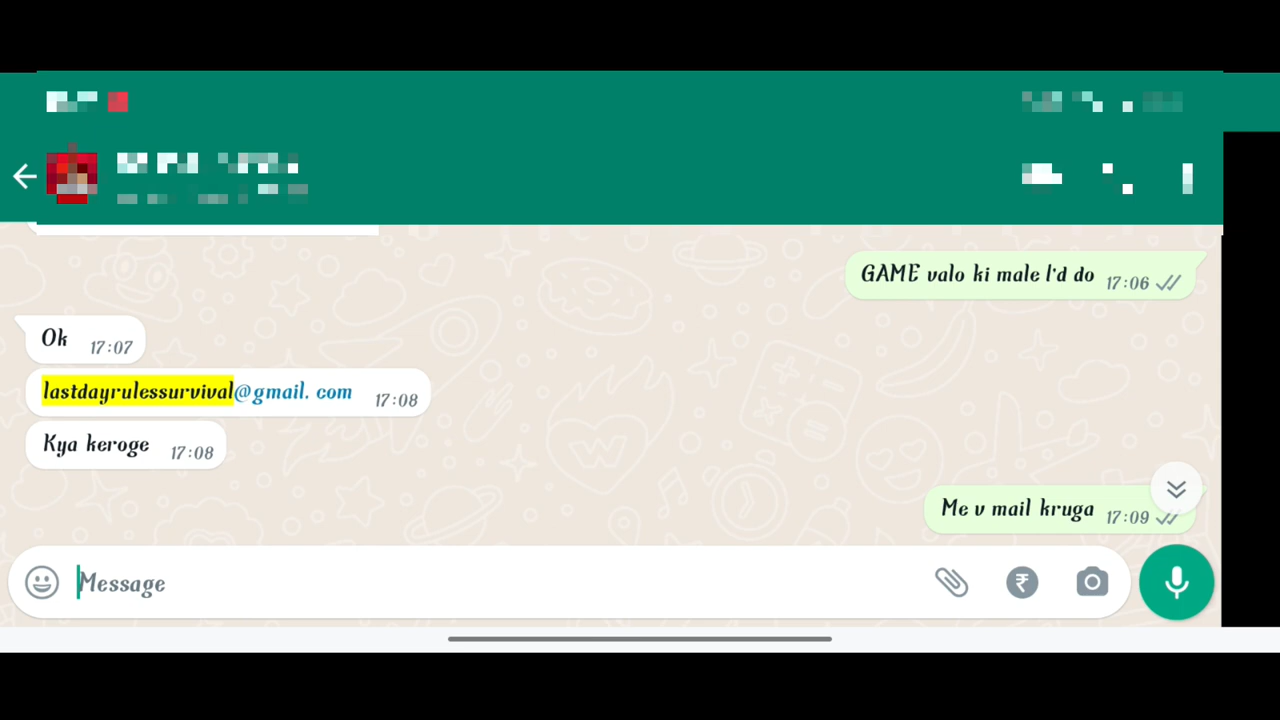 GAME valo ki male l'd do 17:06
Ok 17:07
lastdayrulessurvival@gmail. com 17:08
Kya keroge 17:08
Me v mail kruga 17:09
Message